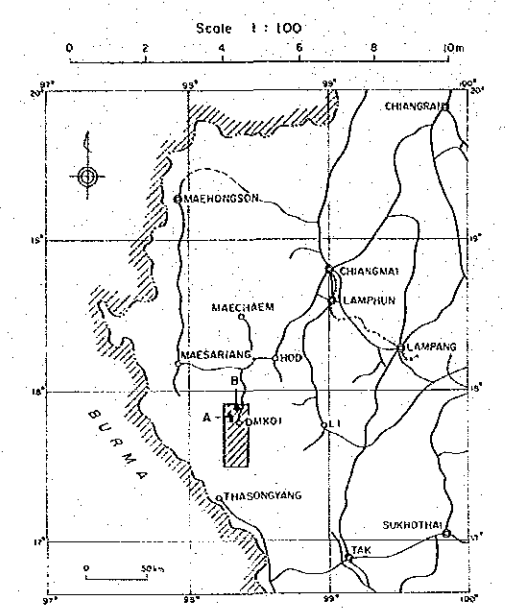 Scale 1 : 100
0 2 4 6 8 10m
97° 98° 99° 100°
20° 20°
CHIANGRAI
MAEHONGSON
19° 19°
CHIANGMAI
LAMPHUN
MAECHAEM
LAMPANG
MAESARIANG HOD
18° 18°
B
A
OMKOI
LI
BURMA
THASONGYANG
SUKHOTHAI
17° 17°
TAK
0 50km
97° 98° 99° 100°